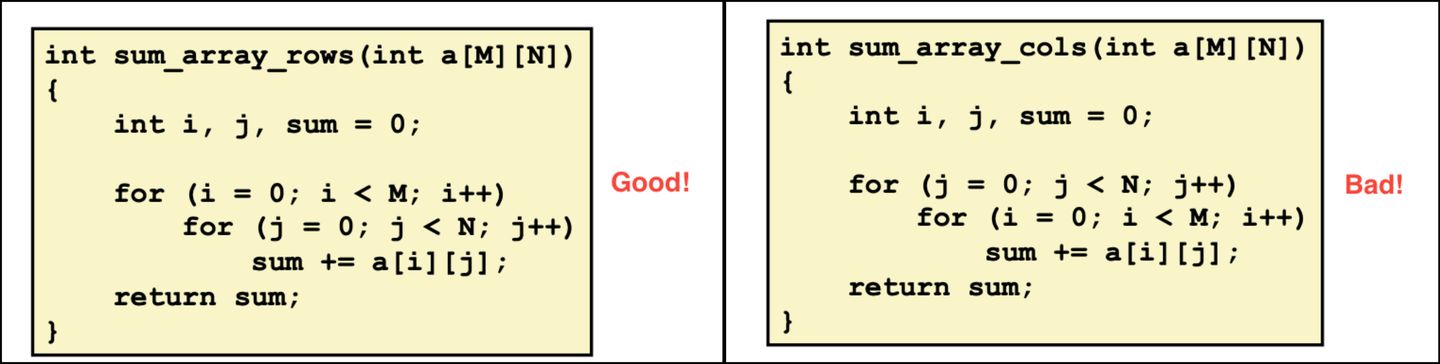 int sum_array_rows(int a[M][N])
{
    int i, j, sum = 0;

    for (i = 0; i < M; i++)
        for (j = 0; j < N; j++)
            sum += a[i][j];
    return sum;
}
Good!
int sum_array_cols(int a[M][N])
{
    int i, j, sum = 0;

    for (j = 0; j < N; j++)
        for (i = 0; i < M; i++)
            sum += a[i][j];
    return sum;
}
Bad!